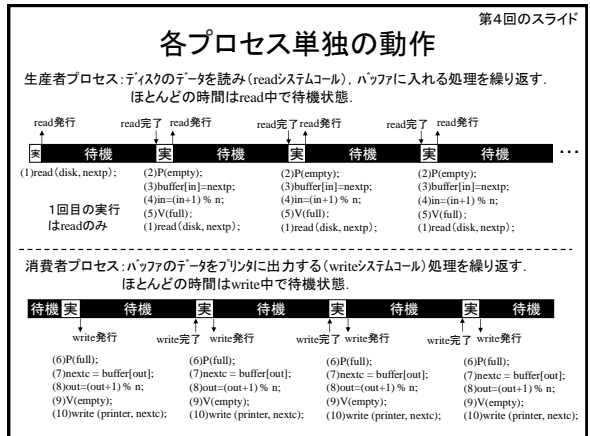 第4回のスライド
各プロセス単独の動作
生産者プロセス：ディスクのデータを読み(readシステムコール)，バッファに入れる処理を繰り返す．
ほとんどの時間はread中で待機状態．
read発行 read完了 read発行 read完了 read発行 read完了 read発行
実 待機 実 待機 実 待機 実 待機 …
(1)read(disk, nextp); (2)P(empty); (2)P(empty); (2)P(empty);
(3)buffer[in]=nextp; (3)buffer[in]=nextp; (3)buffer[in]=nextp;
1回目の実行 (4)in=(in+1) % n; (4)in=(in+1) % n; (4)in=(in+1) % n;
はreadのみ (5)V(full); (5)V(full); (5)V(full);
(1)read(disk, nextp); (1)read(disk, nextp); (1)read(disk, nextp);
消費者プロセス：バッファのデータをプリンタに出力する(writeシステムコール)処理を繰り返す．
ほとんどの時間はwrite中で待機状態．
待機 実 待機 実 待機 実 待機 実 待機
write発行 write完了 write発行 write完了 write発行 write完了 write発行
(6)P(full); (6)P(full); (6)P(full); (6)P(full);
(7)nextc = buffer[out]; (7)nextc = buffer[out]; (7)nextc = buffer[out]; (7)nextc = buffer[out];
(8)out=(out+1) % n; (8)out=(out+1) % n; (8)out=(out+1) % n; (8)out=(out+1) % n;
(9)V(empty); (9)V(empty); (9)V(empty); (9)V(empty);
(10)write (printer, nextc); (10)write (printer, nextc); (10)write (printer, nextc); (10)write (printer, nextc);